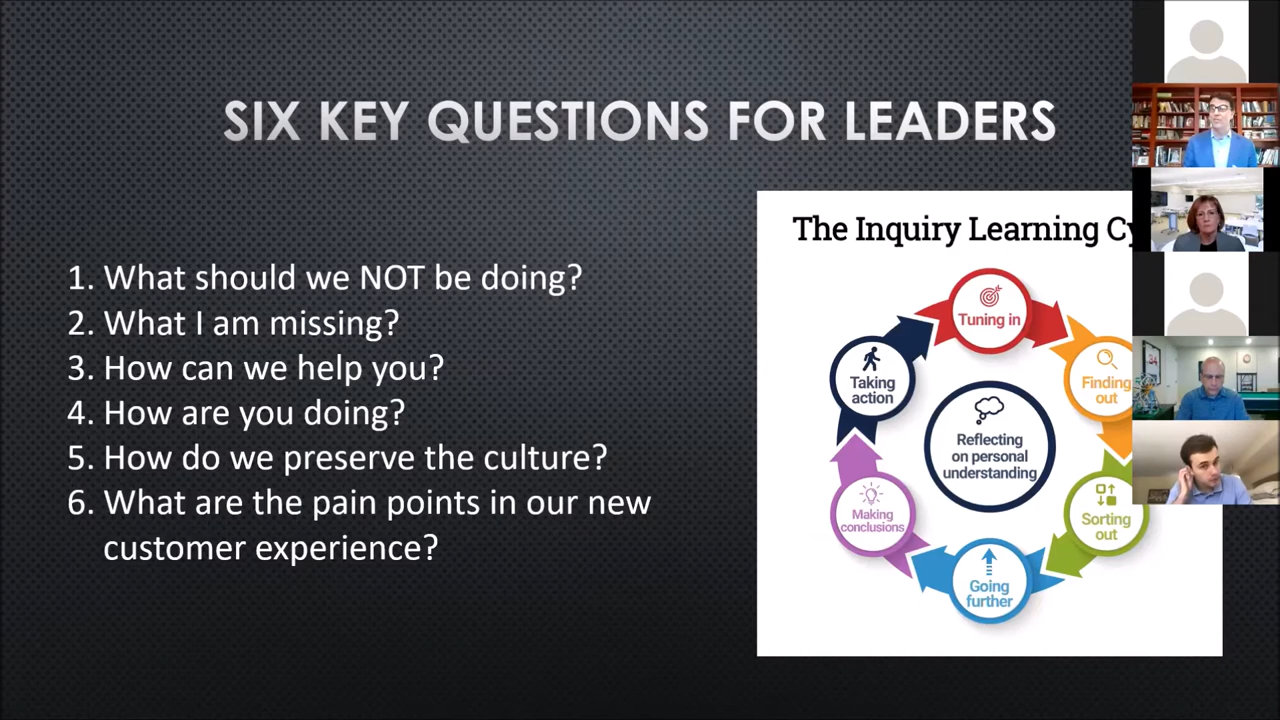 SIX KEY QUESTIONS FOR LEADERS
1. What should we NOT be doing?
2. What I am missing?
3. How can we help you?
4. How are you doing?
5. How do we preserve the culture?
6. What are the pain points in our new
customer experience?
The Inquiry Learning
Tuning in
Finding
out
Sorting
out
Going
further
Making
conclusions
Taking
action
Reflecting
on personal
understanding